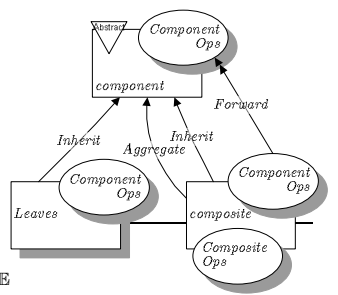 Abstract
Component
Ops
component
Forward
Inherit
Inherit
Aggregate
Component
Ops
Component
Ops
Leaves
composite
Composite
Ops
E